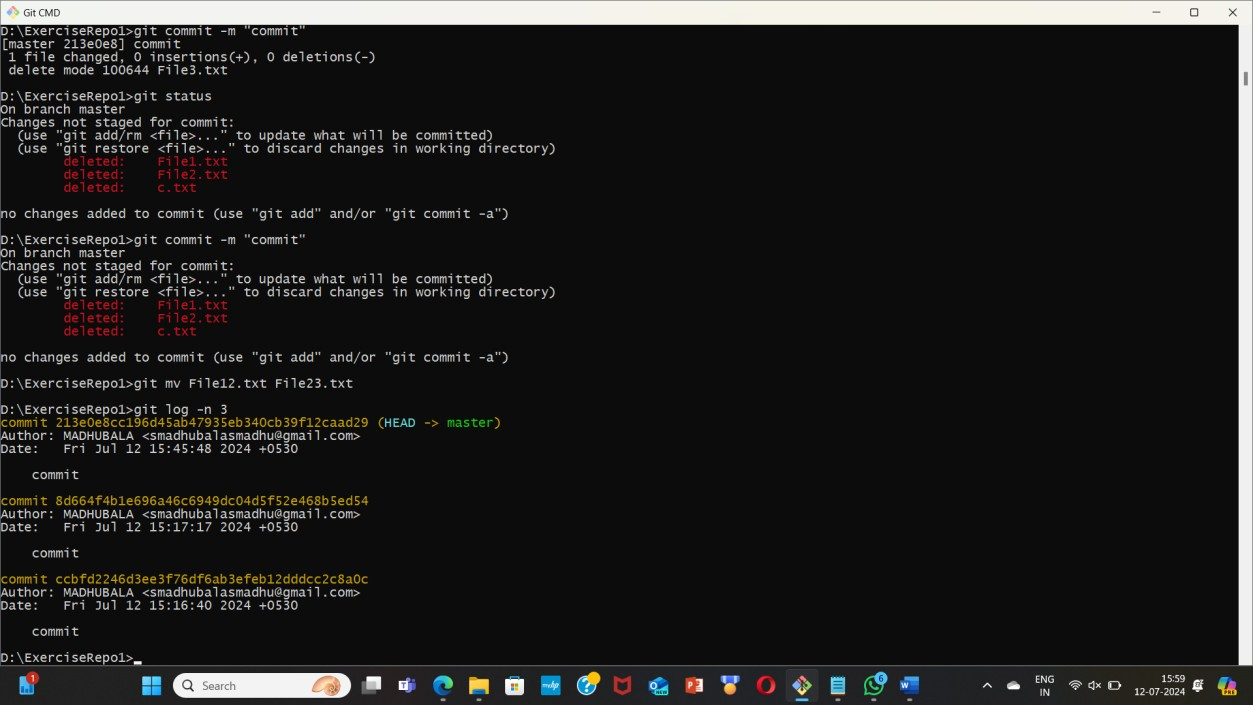 Git CMD
D:\ExerciseRepo1>git commit -m "commit"
[master 213e0e8] commit
 1 file changed, 0 insertions(+), 0 deletions(-)
 delete mode 100644 File3.txt
D:\ExerciseRepo1>git status
On branch master
Changes not staged for commit:
  (use "git add/rm <file>..." to update what will be committed)
  (use "git restore <file>..." to discard changes in working directory)
        deleted:    File1.txt
        deleted:    File2.txt
        deleted:    c.txt
no changes added to commit (use "git add" and/or "git commit -a")
D:\ExerciseRepo1>git commit -m "commit"
On branch master
Changes not staged for commit:
  (use "git add/rm <file>..." to update what will be committed)
  (use "git restore <file>..." to discard changes in working directory)
        deleted:    File1.txt
        deleted:    File2.txt
        deleted:    c.txt
no changes added to commit (use "git add" and/or "git commit -a")
D:\ExerciseRepo1>git mv File12.txt File23.txt
D:\ExerciseRepo1>git log -n 3
commit 213e0e8cc196d45ab47935eb340cb39f12caad29 (HEAD -> master)
Author: MADHUBALA <smadhubalasmadhu@gmail.com>
Date:   Fri Jul 12 15:45:48 2024 +0530
    commit
commit 8d664f4b1e696a46c6949dc04d5f52e468b5ed54
Author: MADHUBALA <smadhubalasmadhu@gmail.com>
Date:   Fri Jul 12 15:17:17 2024 +0530
    commit
commit ccbfd2246d3ee3f76df6ab3efeb12dddcc2c8a0c
Author: MADHUBALA <smadhubalasmadhu@gmail.com>
Date:   Fri Jul 12 15:16:40 2024 +0530
    commit
D:\ExerciseRepo1>
1
Search
6
ENG
IN
15:59
12-07-2024
PRE